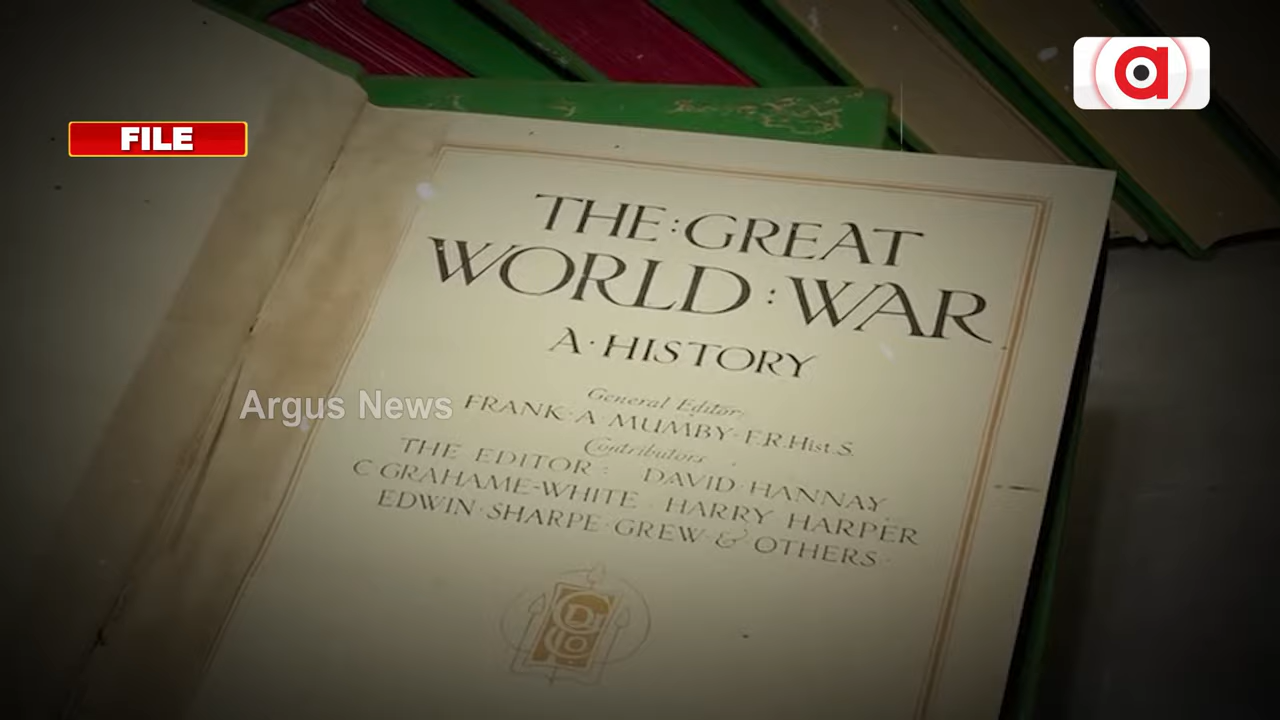 FILE
THE : GREAT
WORLD : WAR
A · HISTORY
General Editor:
FRANK · A · MUMBY · F.R.Hist.S.
Contributors
THE EDITOR : DAVID · HANNAY
C GRAHAME-WHITE HARRY HARPER
EDWIN · SHARPE · GREW · & OTHERS ·
Argus News
a